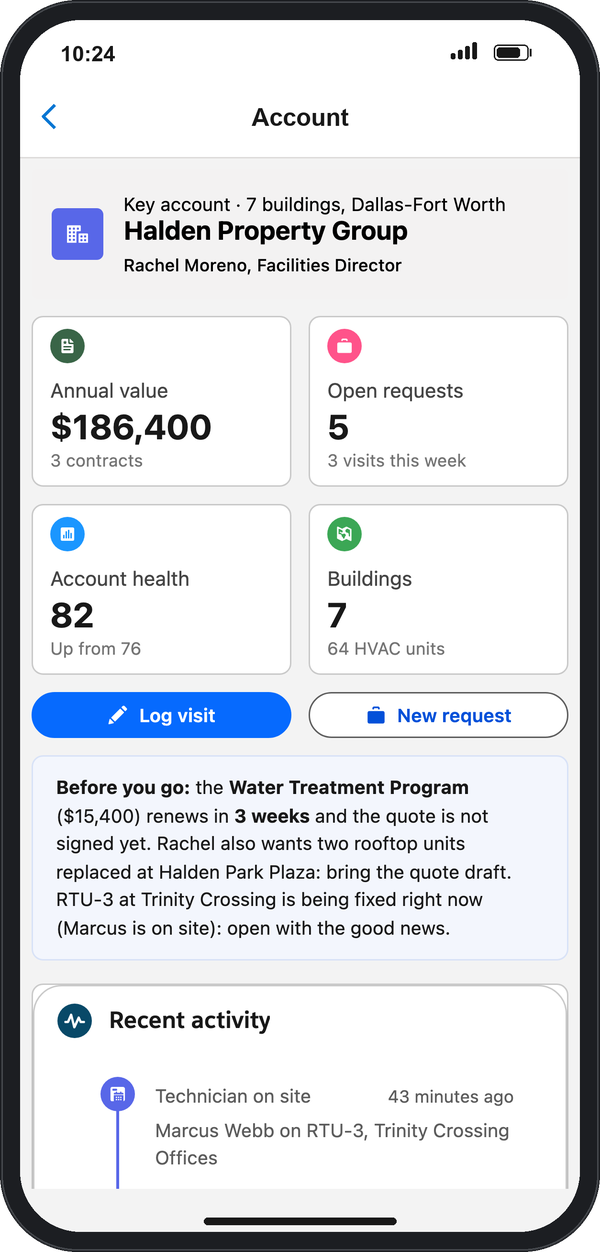 10:24
Account
Key account · 7 buildings, Dallas-Fort Worth
Halden Property Group
Rachel Moreno, Facilities Director
Annual value
$186,400
3 contracts
Open requests
5
3 visits this week
Account health
82
Up from 76
Buildings
7
64 HVAC units
Log visit
New request
Before you go: the Water Treatment Program
($15,400) renews in 3 weeks and the quote is not
signed yet. Rachel also wants two rooftop units
replaced at Halden Park Plaza: bring the quote draft.
RTU-3 at Trinity Crossing is being fixed right now
(Marcus is on site): open with the good news.
Recent activity
Technician on site
43 minutes ago
Marcus Webb on RTU-3, Trinity Crossing
Offices